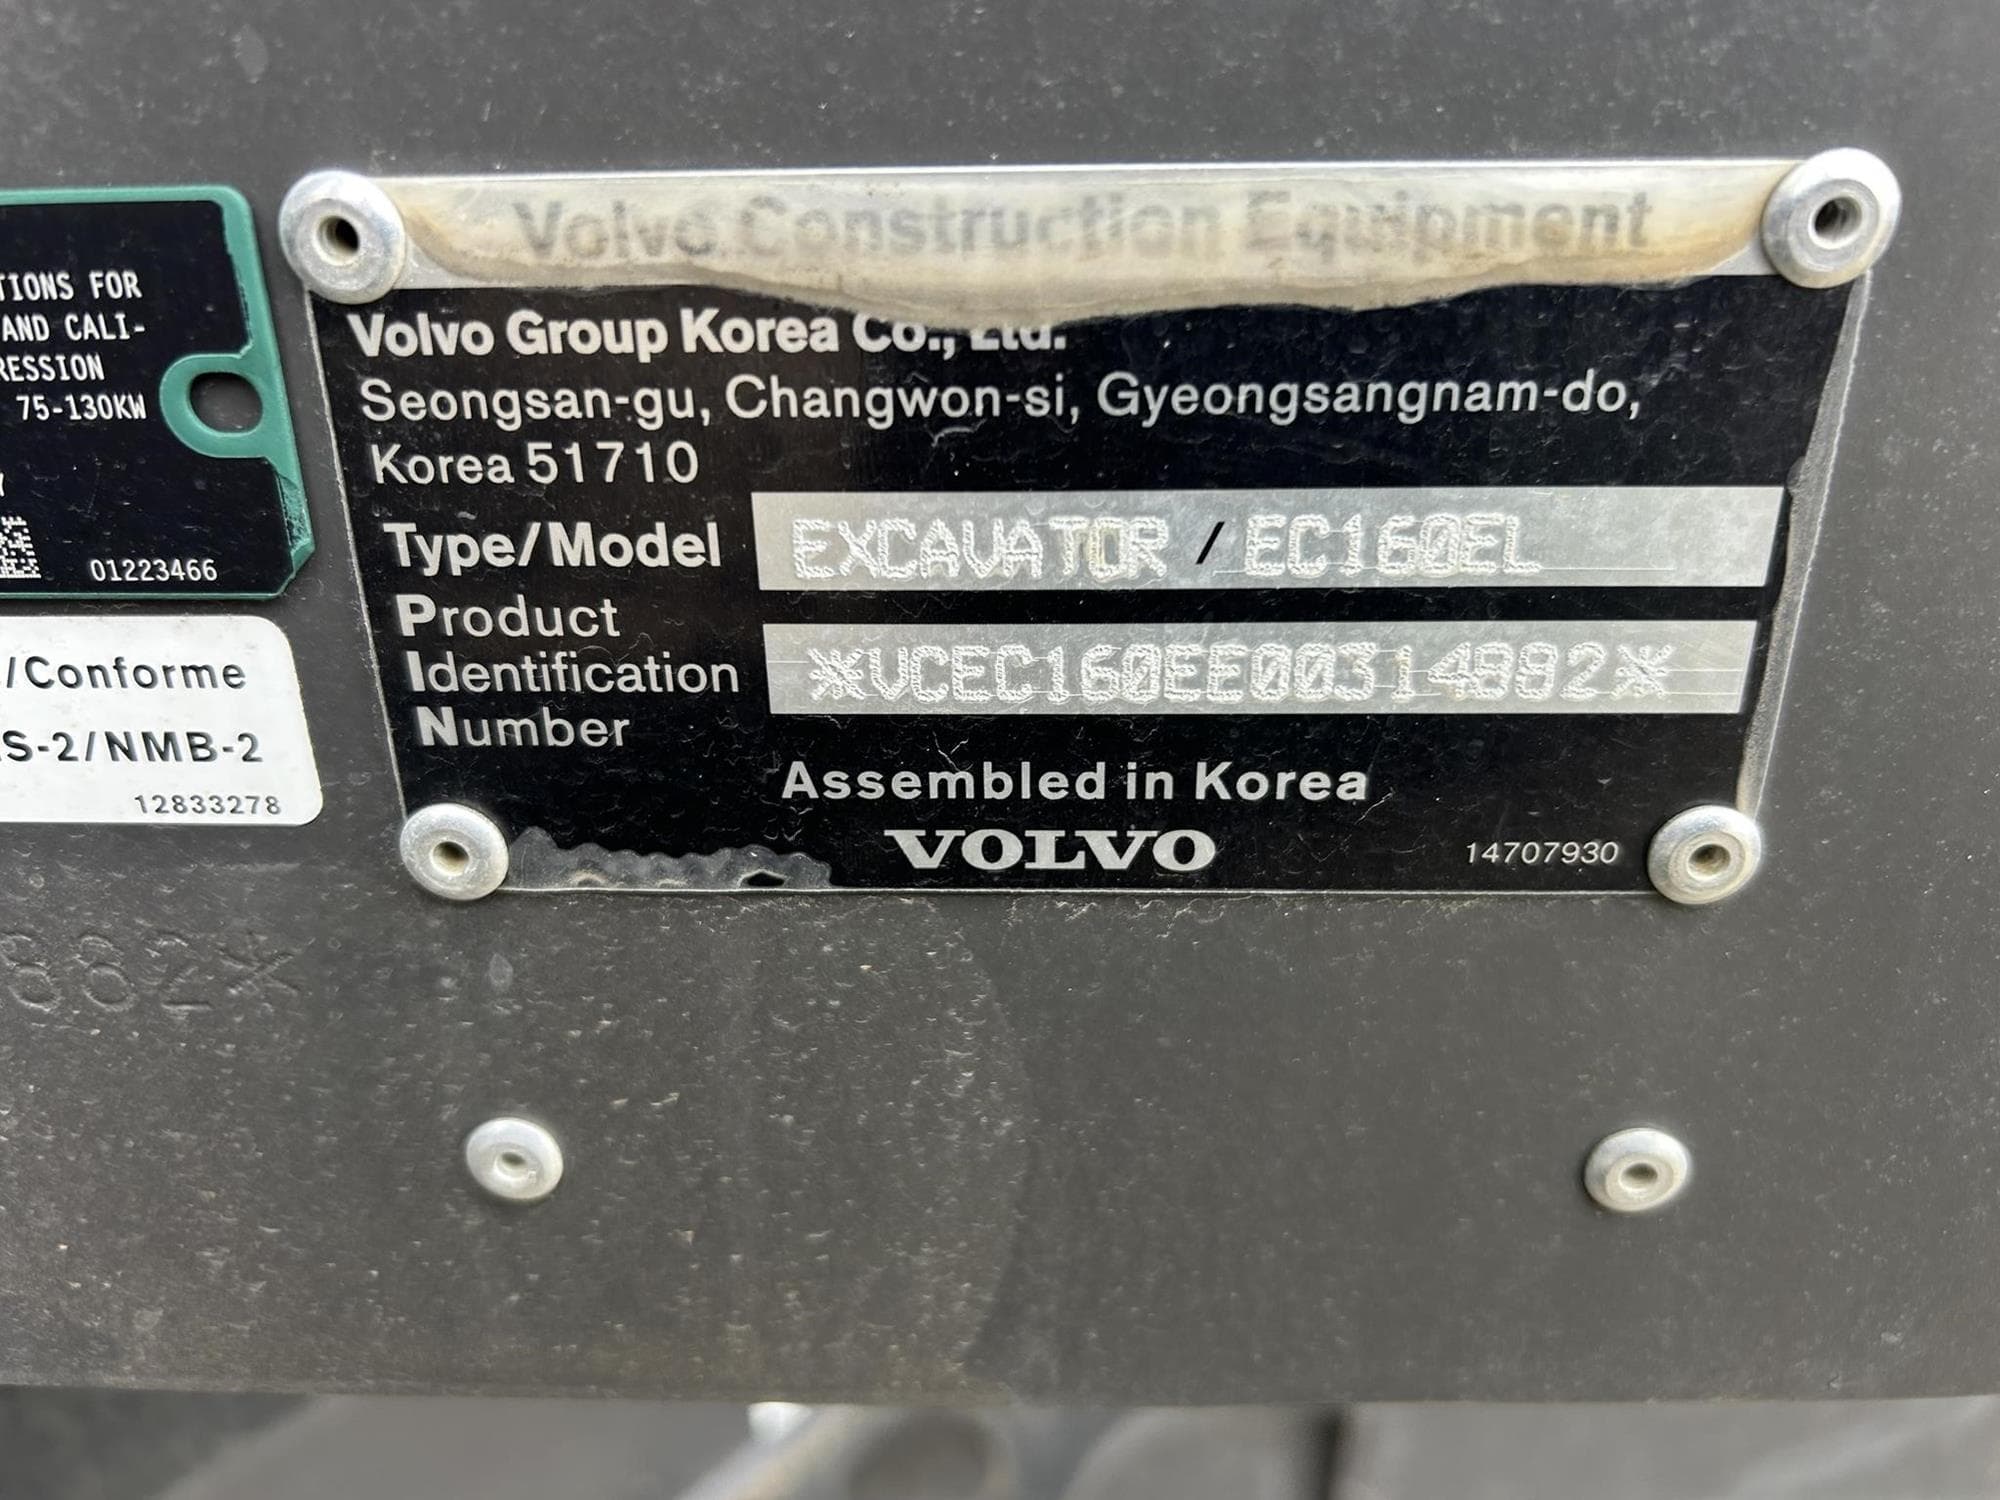 TIONS FOR
AND CALI-
RESSION
75-130KW
01223466
/Conforme
S-2/NMB-2
12833278
Volvo Construction Equipment
Volvo Group Korea Co., Ltd.
Seongsan-gu, Changwon-si, Gyeongsangnam-do,
Korea 51710
Type/Model EXCAVATOR / EC160EL
Product
Identification *VCEC160EE00314882*
Number
Assembled in Korea
VOLVO
14707930
882*